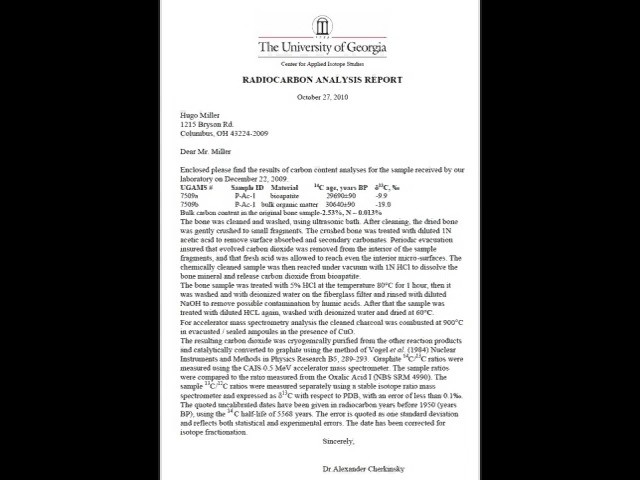 1785
The University of Georgia
Center for Applied Isotope Studies
RADIOCARBON ANALYSIS REPORT
October 27, 2010
Hugo Miller
1215 Bryson Rd.
Columbus, OH 43224-2009
Dear Mr. Miller
Enclosed please find the results of carbon content analyses for the sample received by our
laboratory on December 22, 2009.
UGAMS # Sample ID Material ¹⁴C age, years BP δ¹³C, ‰
7509a P-Ac-1 bioapatite 29690±90 -9.9
7509b P-Ac-1 bulk organic matter 30640±90 -19.0
Bulk carbon content in the original bone sample-2.53%, N – 0.013%
The bone was cleaned and washed, using ultrasonic bath. After cleaning, the dried bone
was gently crushed to small fragments. The crushed bone was treated with diluted 1N
acetic acid to remove surface absorbed and secondary carbonates. Periodic evacuation
insured that evolved carbon dioxide was removed from the interior of the sample
fragments, and that fresh acid was allowed to reach even the interior micro-surfaces. The
chemically cleaned sample was then reacted under vacuum with 1N HCl to dissolve the
bone mineral and release carbon dioxide from bioapatite.
The bone sample was treated with 5% HCl at the temperature 80°C for 1 hour, then it
was washed and with deionized water on the fiberglass filter and rinsed with diluted
NaOH to remove possible contamination by humic acids. After that the sample was
treated with diluted HCL again, washed with deionized water and dried at 60°C.
For accelerator mass spectrometry analysis the cleaned charcoal was combusted at 900°C
in evacuated / sealed ampoules in the presence of CuO.
The resulting carbon dioxide was cryogenically purified from the other reaction products
and catalytically converted to graphite using the method of Vogel et al. (1984) Nuclear
Instruments and Methods in Physics Research B5, 289-293. Graphite ¹⁴C/¹³C ratios were
measured using the CAIS 0.5 MeV accelerator mass spectrometer. The sample ratios
were compared to the ratio measured from the Oxalic Acid I (NBS SRM 4990). The
sample ¹³C/¹²C ratios were measured separately using a stable isotope ratio mass
spectrometer and expressed as δ¹³C with respect to PDB, with an error of less than 0.1‰.
The quoted uncalibrated dates have been given in radiocarbon years before 1950 (years
BP), using the ¹⁴C half-life of 5568 years. The error is quoted as one standard deviation
and reflects both statistical and experimental errors. The date has been corrected for
isotope fractionation.
Sincerely,
Dr Alexander Cherkinsky